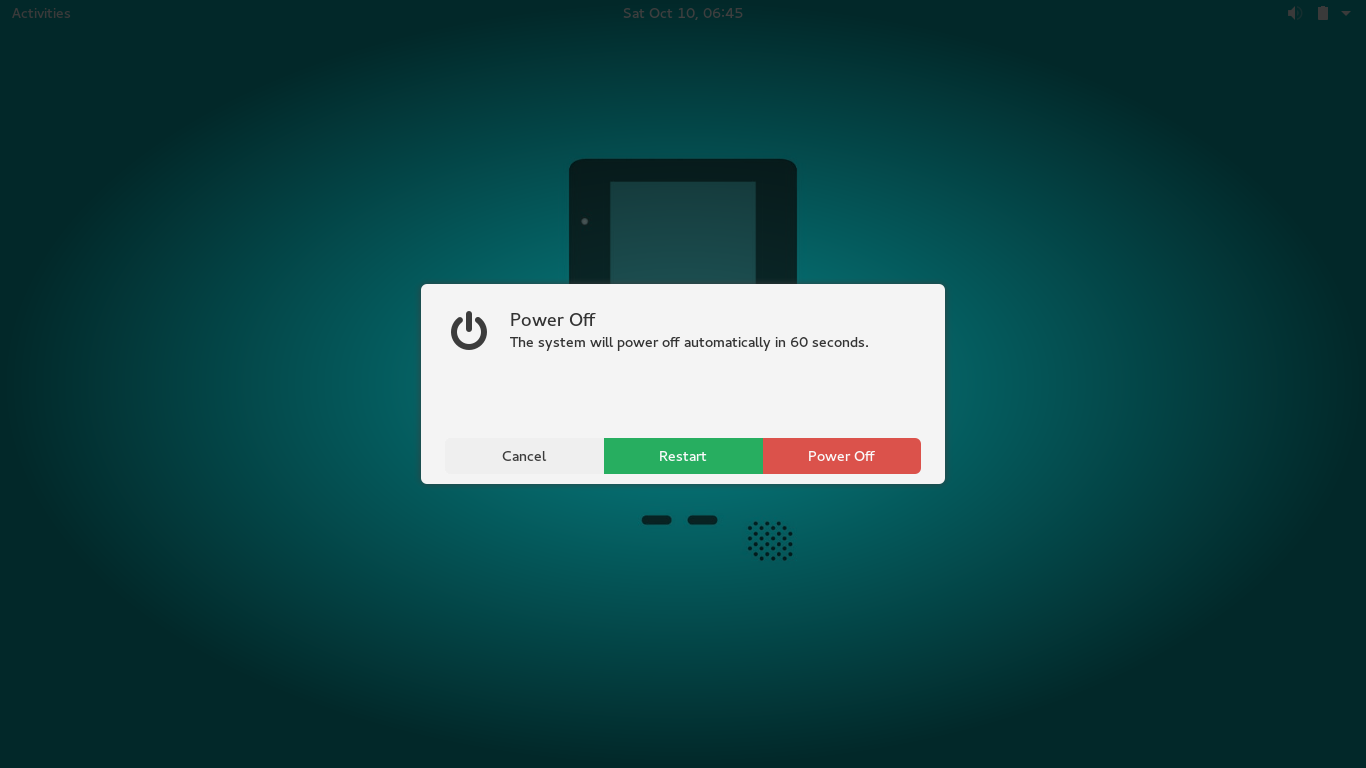 Activities
Sat Oct 10, 06:45
Power Off
The system will power off automatically in 60 seconds.
Cancel
Restart
Power Off